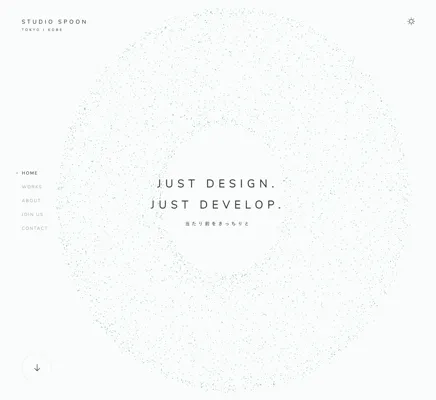 STUDIO SPOON
TOKYO | KOBE
HOME
WORKS
ABOUT
JOIN US
CONTACT
JUST DESIGN.
JUST DEVELOP.
当たり前をきっちりと